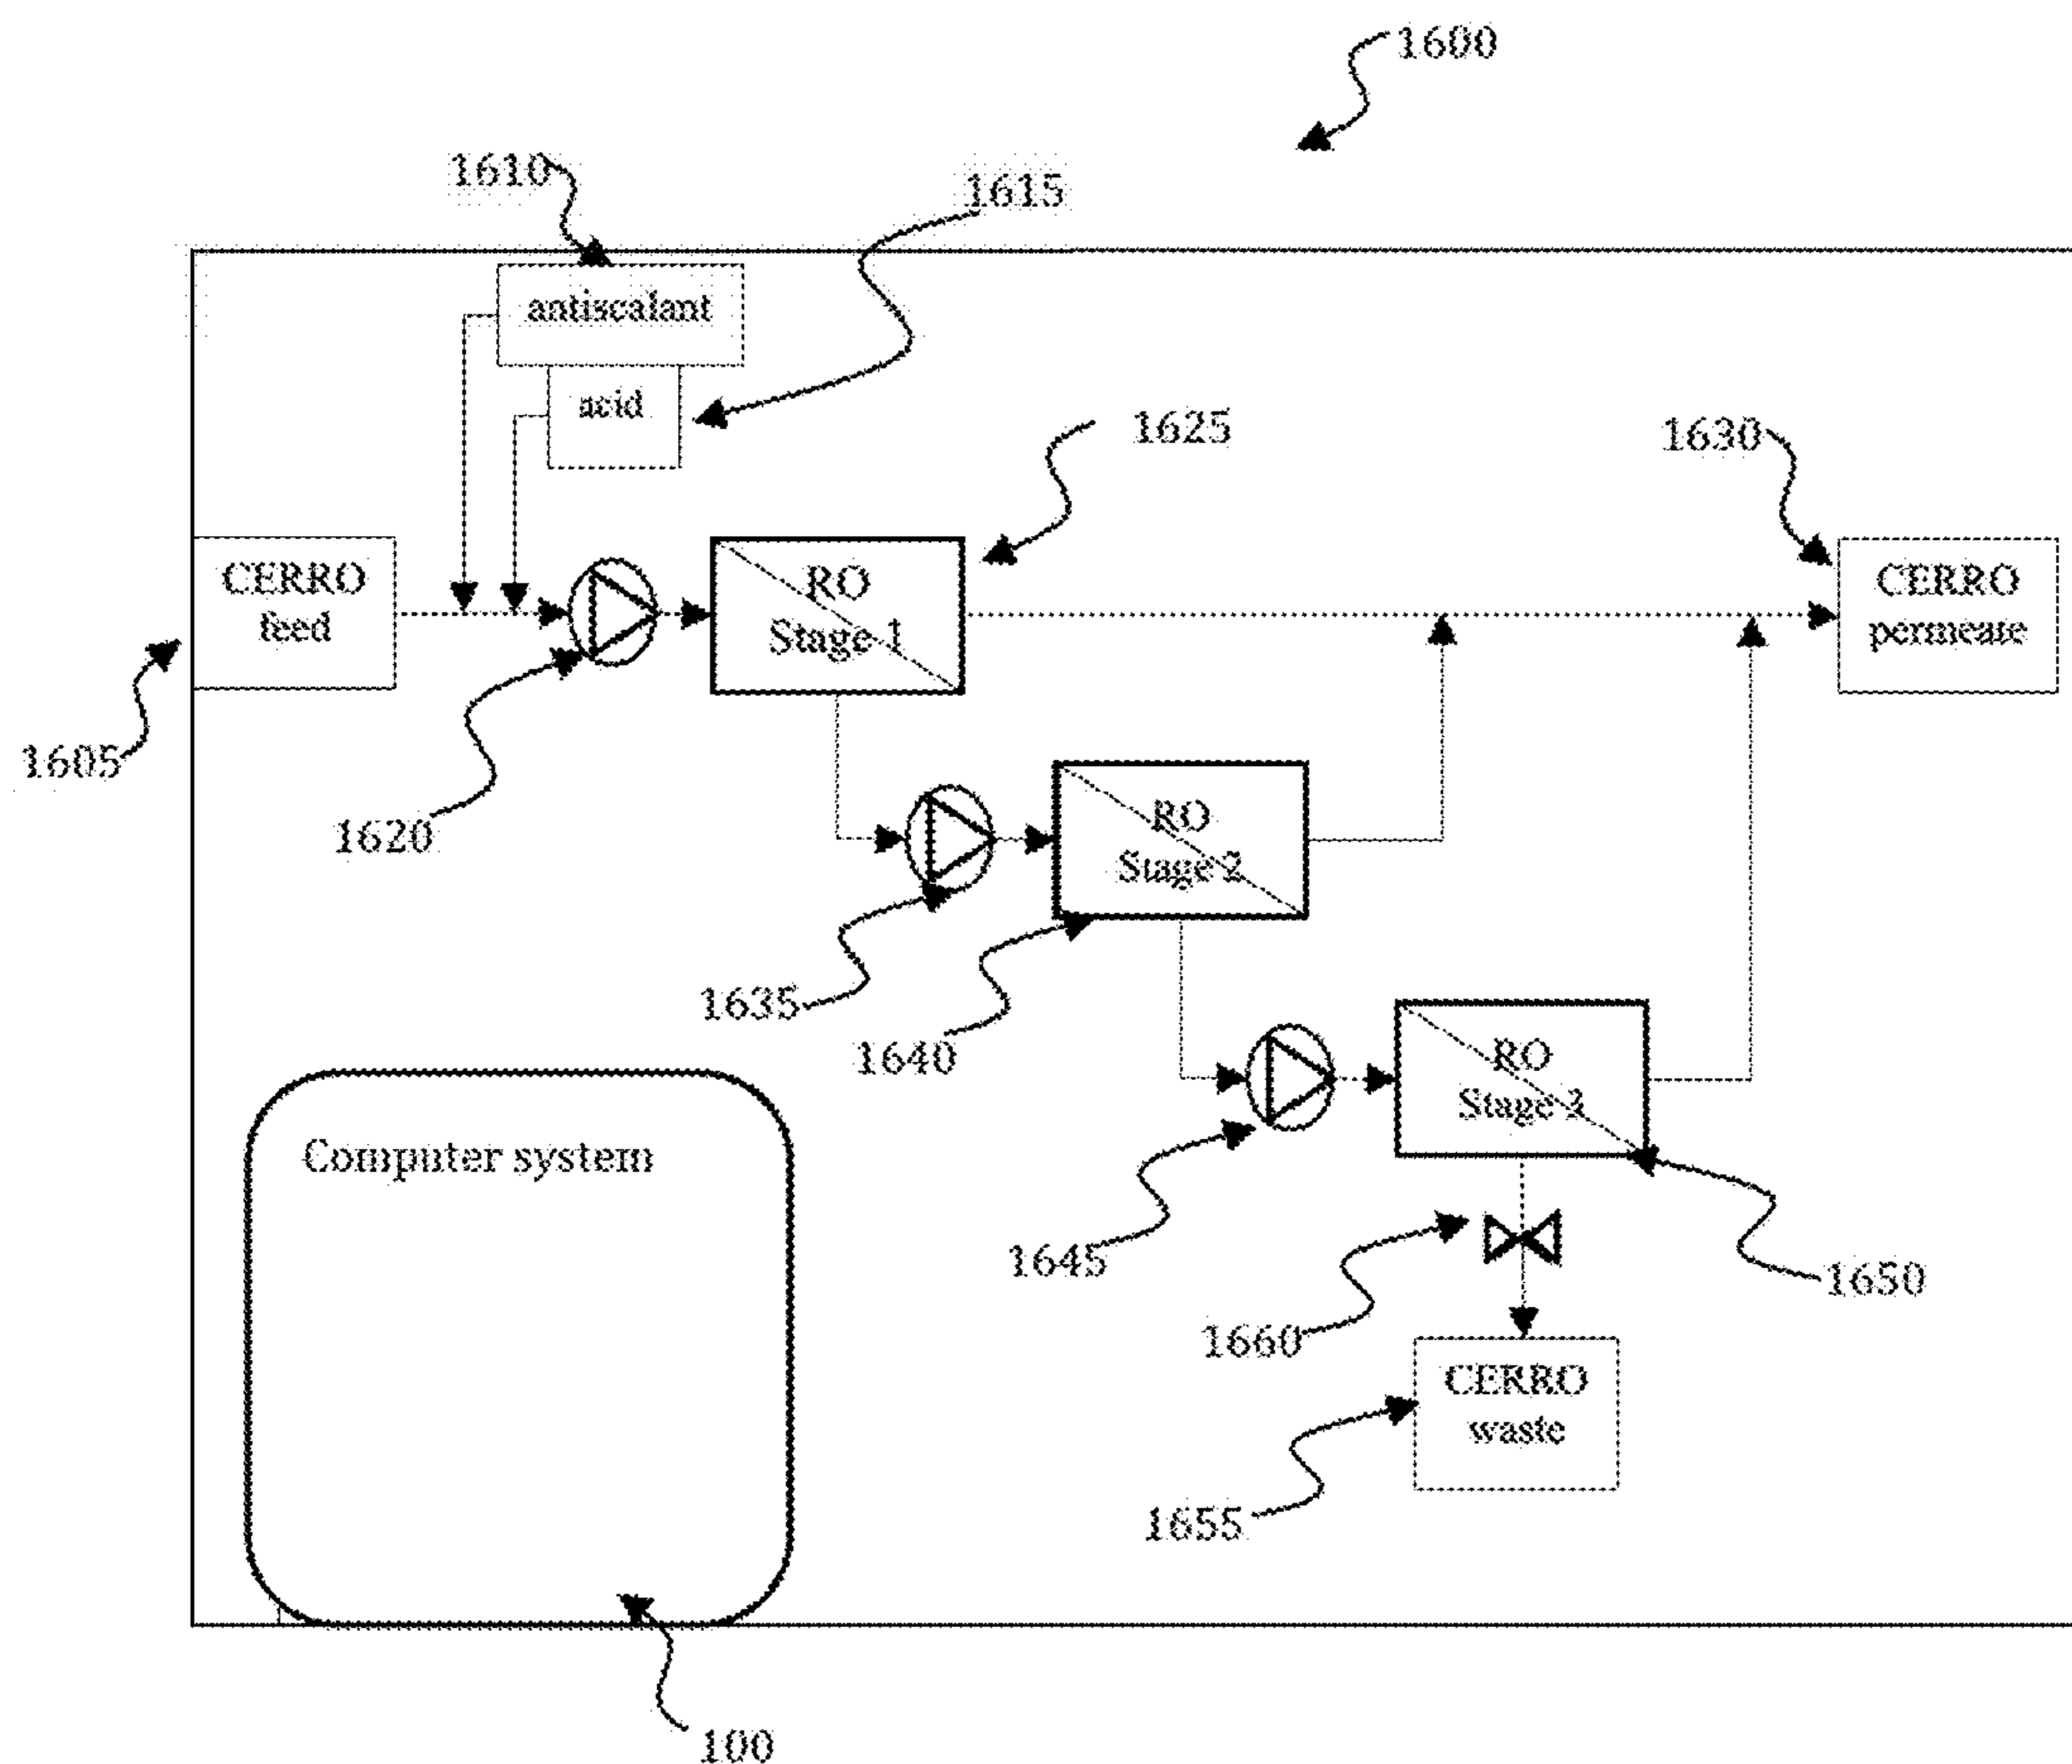 1600
1610
1615
antiscalant
acid
1625
1630
CERRO
feed
RO
Stage 1
CERRO
permeate
1605
1620
RO
Stage 2
1635
1640
RO
Stage 3
Computer system
1645
1650
1660
CERRO
waste
1655
100